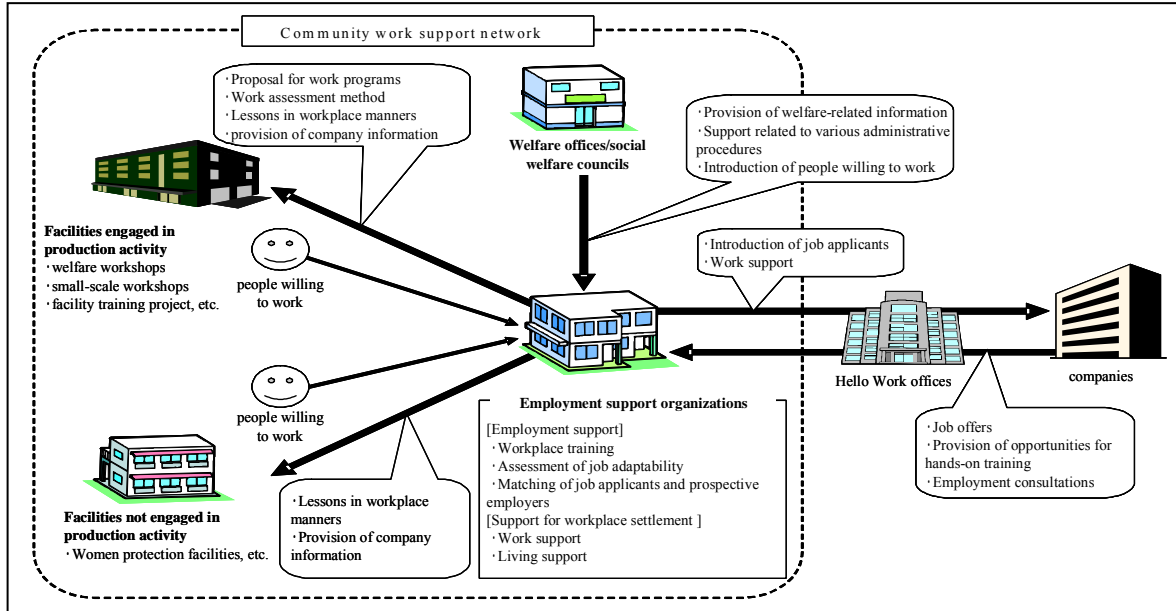 Community work support network
・Proposal for work programs
・Work assessment method
・Lessons in workplace manners
・provision of company information
Welfare offices/social
welfare councils
・Provision of welfare-related information
・Support related to various administrative
procedures
・Introduction of people willing to work
Facilities engaged in
production activity
・welfare workshops
・small-scale workshops
・facility training project, etc.
people willing
to work
・Introduction of job applicants
・Work support
Hello Work offices
companies
people willing
to work
Employment support organizations
[Employment support]
・Workplace training
・Assessment of job adaptability
・Matching of job applicants and prospective
employers
[Support for workplace settlement ]
・Work support
・Living support
・Job offers
・Provision of opportunities for
hands-on training
・Employment consultations
・Lessons in workplace
manners
・Provision of company
information
Facilities not engaged in
production activity
・Women protection facilities, etc.